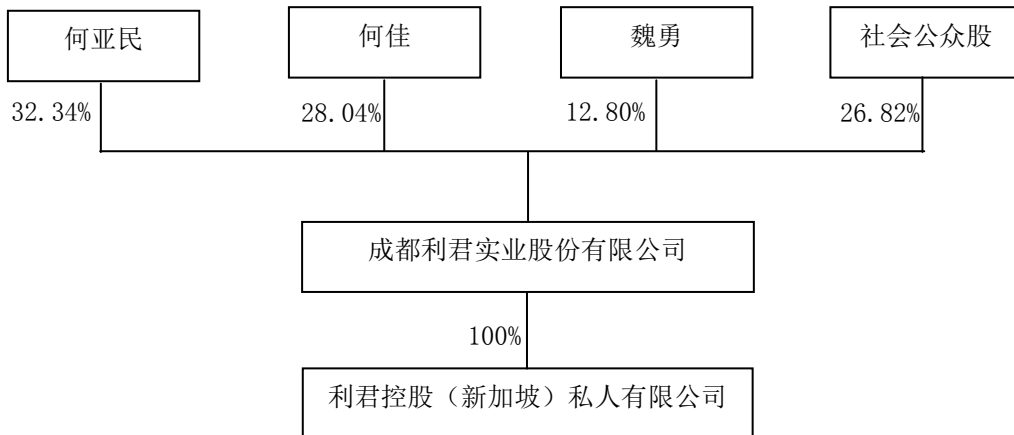 何亚民
何佳
魏勇
社会公众股
32.34%
28.04%
12.80%
26.82%
成都利君实业股份有限公司
100%
利君控股（新加坡）私人有限公司